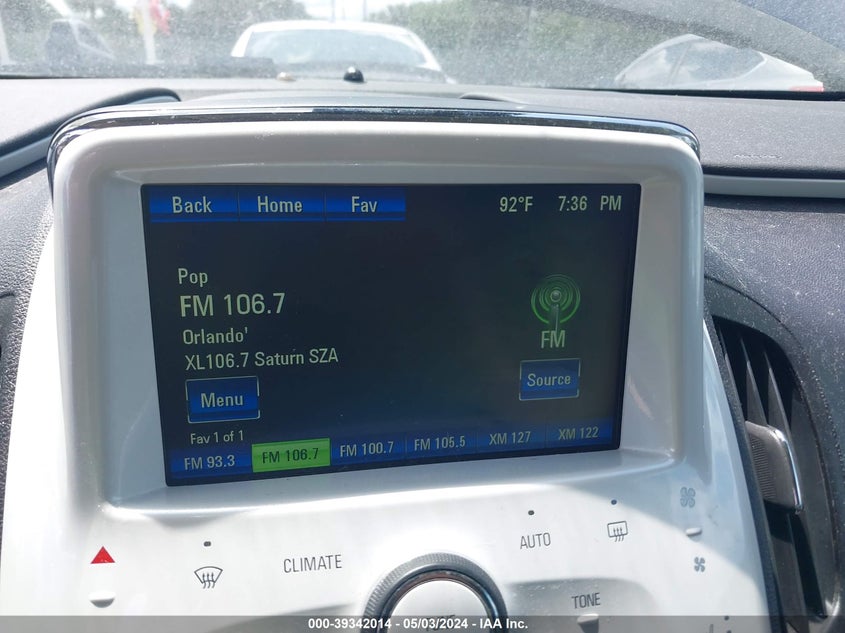 Back Home Fav 92°F 7:36 PM
Pop
FM 106.7
Orlando'
XL106.7 Saturn SZA
FM
Menu
Source
Fav 1 of 1
FM 93.3 FM 106.7 FM 100.7 FM 105.5 XM 127 XM 122
CLIMATE
AUTO
TONE
000-39342014 - 05/03/2024 - IAA Inc.